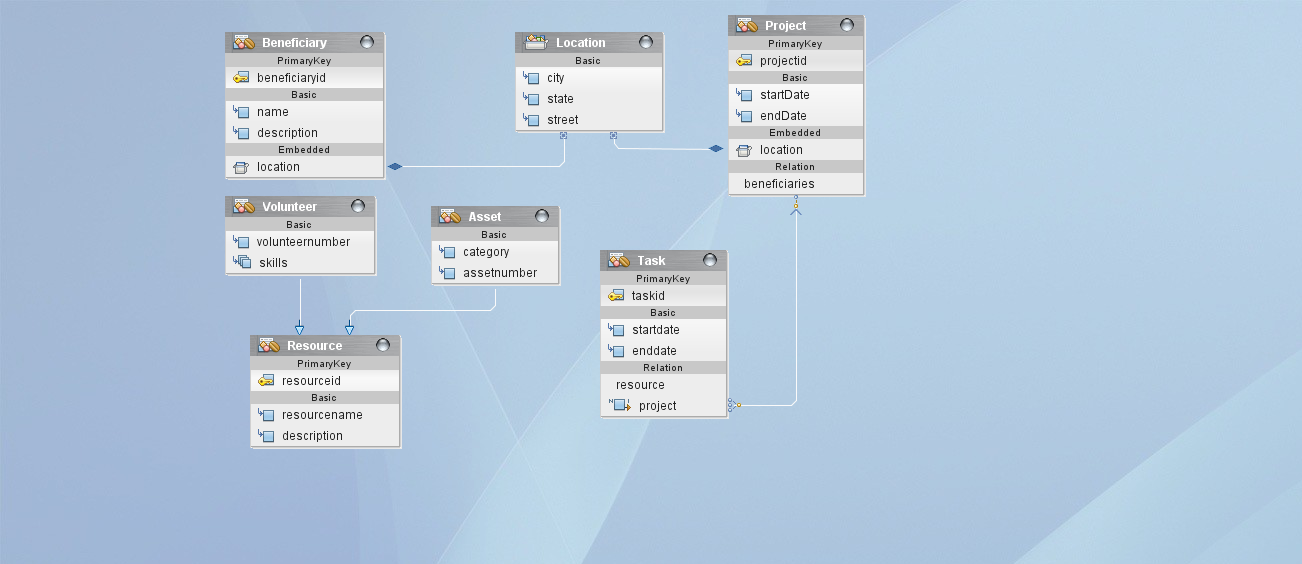 Beneficiary
PrimaryKey
beneficiaryid
Basic
name
description
Embedded
location
Location
Basic
city
state
street
Project
PrimaryKey
projectid
Basic
startDate
endDate
Embedded
location
Relation
beneficiaries
Volunteer
Basic
volunteernumber
skills
Asset
Basic
category
assetnumber
Task
PrimaryKey
taskid
Basic
startdate
enddate
Relation
resource
project
Resource
PrimaryKey
resourceid
Basic
resourcename
description